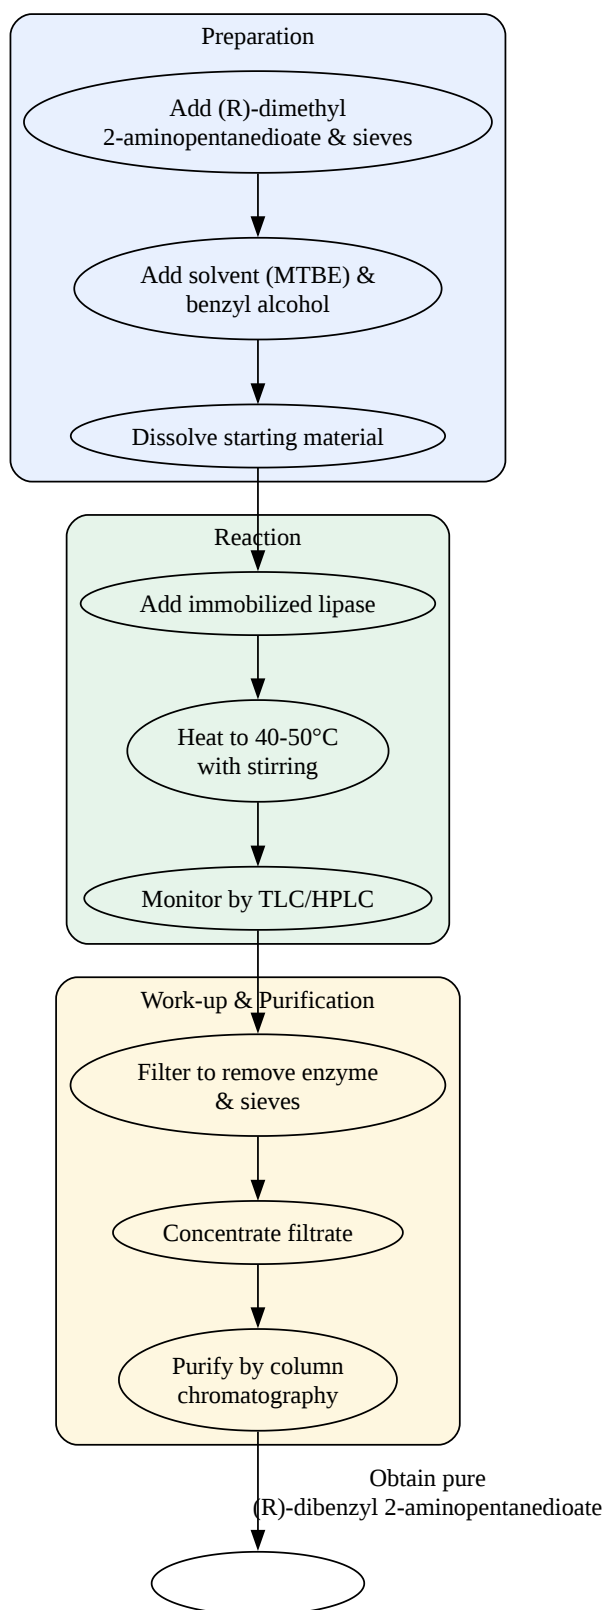 Preparation
Add (R)-dimethyl
2-aminopentanedioate & sieves
Add solvent (MTBE) &
benzyl alcohol
Dissolve starting material
Reaction
Add immobilized lipase
Heat to 40-50°C
with stirring
Monitor by TLC/HPLC
Work-up & Purification
Filter to remove enzyme
& sieves
Concentrate filtrate
Purify by column
chromatography
Obtain pure
(R)-dibenzyl 2-aminopentanedioate